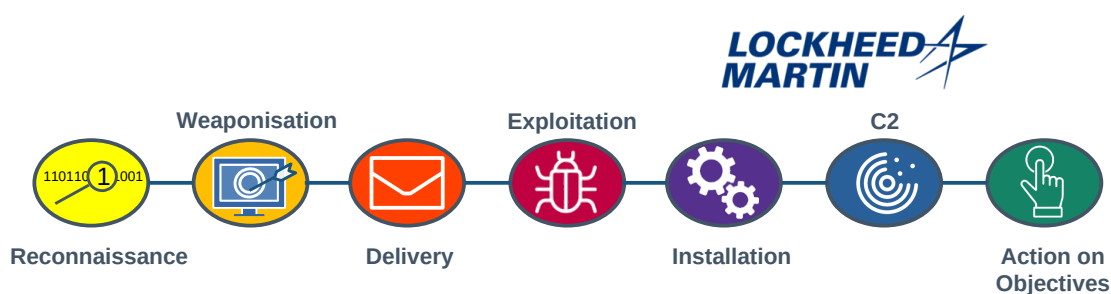 LOCKHEED
MARTIN
Weaponisation
Exploitation
C2
110110 1 1001
Reconnaissance
Delivery
Installation
Action on
Objectives